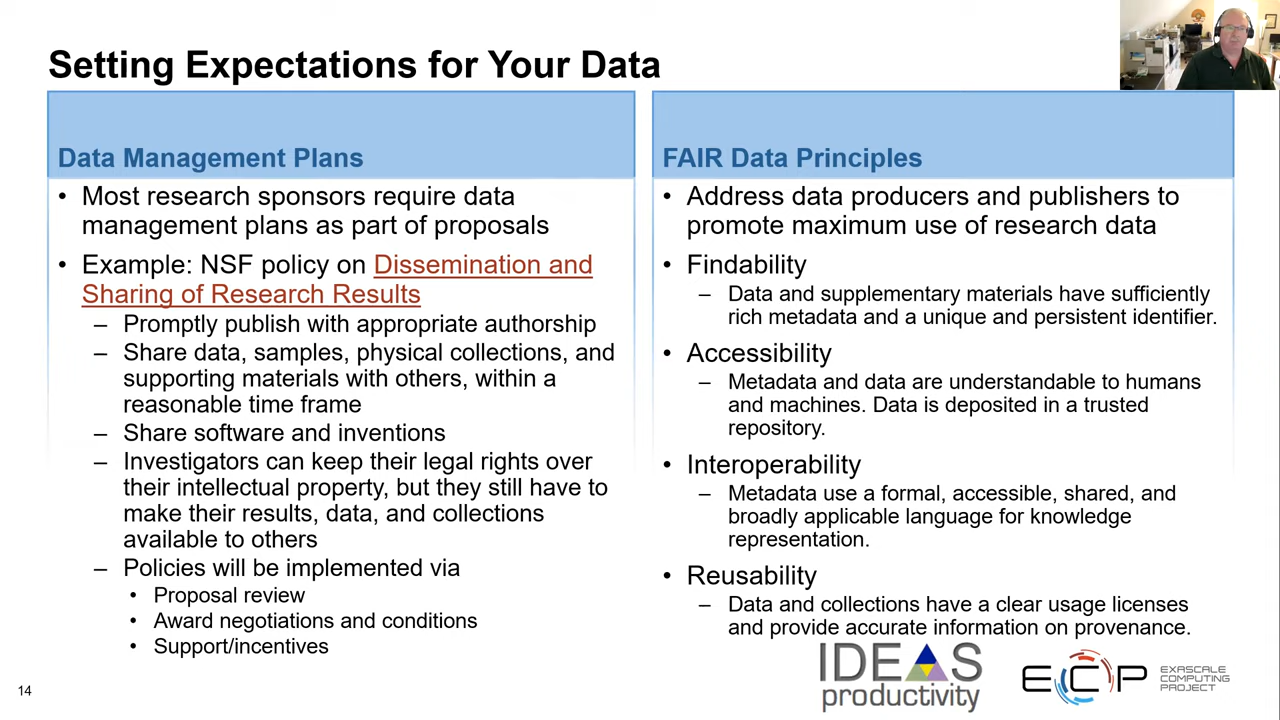 Setting Expectations for Your Data
Data Management Plans
• Most research sponsors require data
management plans as part of proposals
• Example: NSF policy on Dissemination and
Sharing of Research Results
– Promptly publish with appropriate authorship
– Share data, samples, physical collections, and
supporting materials with others, within a
reasonable time frame
– Share software and inventions
– Investigators can keep their legal rights over
their intellectual property, but they still have to
make their results, data, and collections
available to others
– Policies will be implemented via
• Proposal review
• Award negotiations and conditions
• Support/incentives
FAIR Data Principles
• Address data producers and publishers to
promote maximum use of research data
• Findability
– Data and supplementary materials have sufficiently
rich metadata and a unique and persistent identifier.
• Accessibility
– Metadata and data are understandable to humans
and machines. Data is deposited in a trusted
repository.
• Interoperability
– Metadata use a formal, accessible, shared, and
broadly applicable language for knowledge
representation.
• Reusability
– Data and collections have a clear usage licenses
and provide accurate information on provenance.
14
IDEAS
productivity
ECP
EXASCALE
COMPUTING
PROJECT